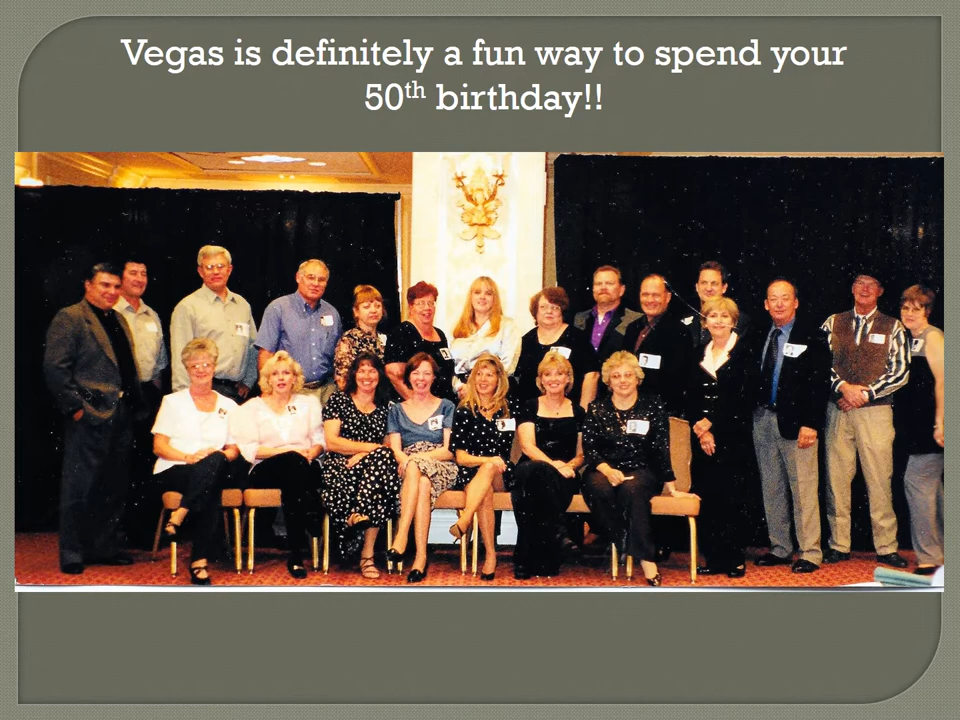 Vegas is definitely a fun way to spend your
50th birthday!!